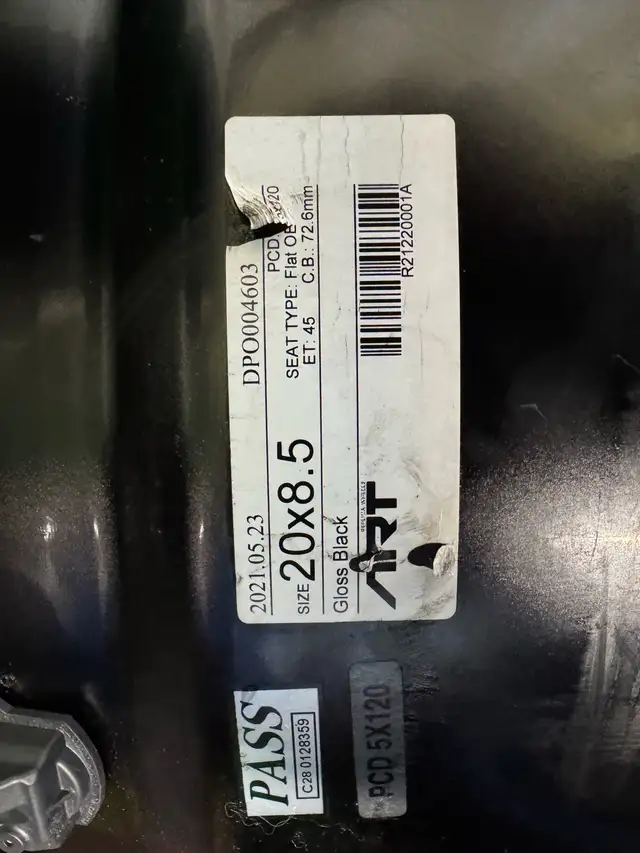 2021.05.23 DPO004603
SIZE 20x8.5
PCD: 5x120
SEAT TYPE: Flat OE
ET: 45 C.B.: 72.6mm
Gloss Black
ART
R21220001A
PASS
C28 0128359
PCD 5X120